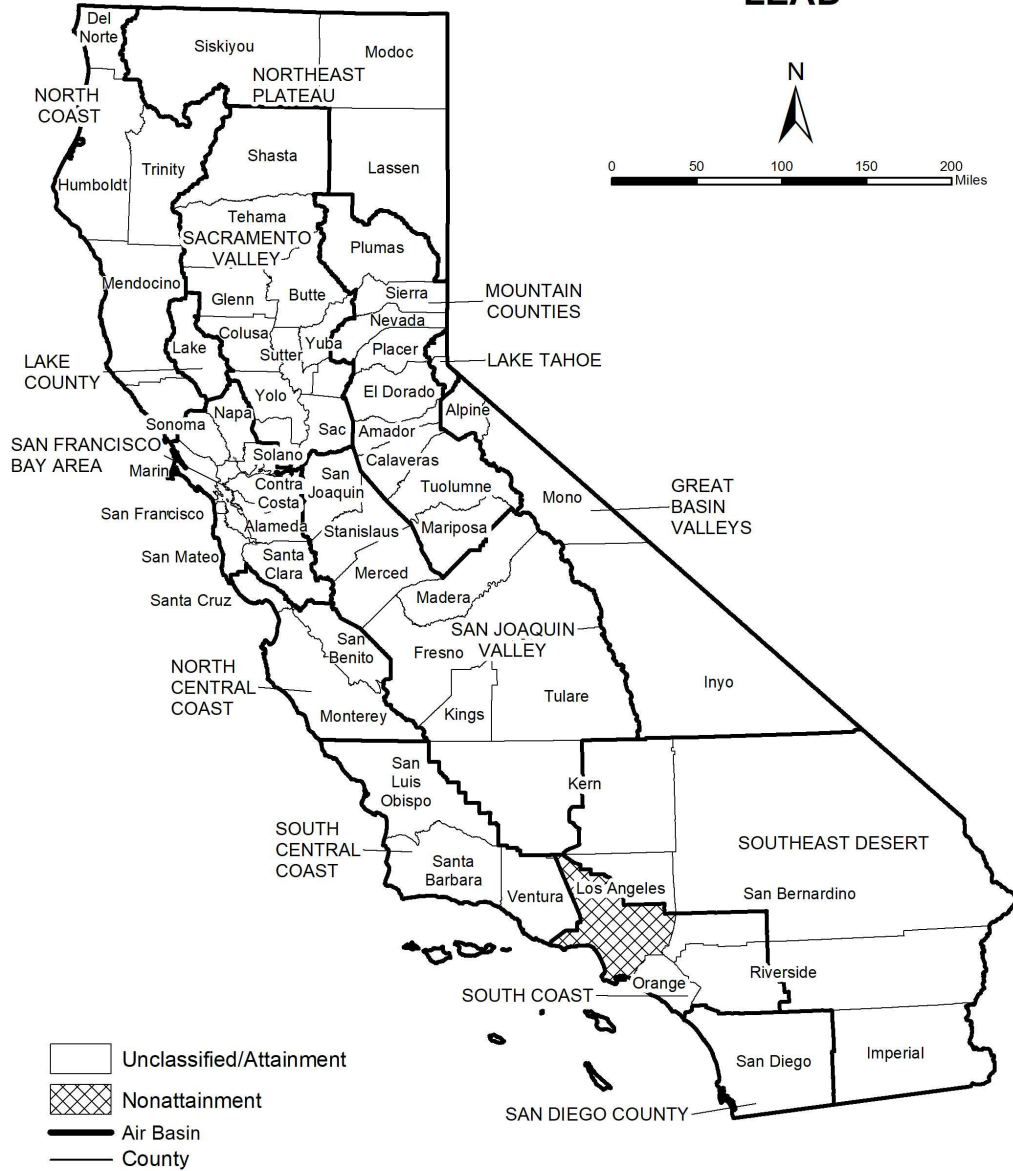 LEAD
N
0 50 100 150 200
Miles
Del
Norte
Siskiyou
Modoc
NORTHEAST
PLATEAU
NORTH
COAST
Humboldt
Trinity
Shasta
Lassen
Tehama
SACRAMENTO
VALLEY
Plumas
Mendocino
Glenn
Butte
Sierra
MOUNTAIN
COUNTIES
Nevada
Colusa
Sutter
Yuba
Placer
Lake
LAKE TAHOE
LAKE
COUNTY
El Dorado
Yolo
Napa
Alpine
Sonoma
Sac
Amador
SAN FRANCISCO
BAY AREA
Solano
Calaveras
Marin
Contra
Costa
San
Joaquin
Tuolumne
Mono
GREAT
BASIN
VALLEYS
San Francisco
Alameda
Stanislaus
Mariposa
San Mateo
Santa
Clara
Merced
Santa Cruz
Madera
SAN JOAQUIN
VALLEY
San
Benito
Fresno
NORTH
CENTRAL
COAST
Inyo
Tulare
Monterey
Kings
San
Luis
Obispo
Kern
SOUTH
CENTRAL
COAST
SOUTHEAST DESERT
Santa
Barbara
Ventura
Los Angeles
San Bernardino
Orange
Riverside
SOUTH COAST
San Diego
Imperial
SAN DIEGO COUNTY
Unclassified/Attainment
Nonattainment
Air Basin
County